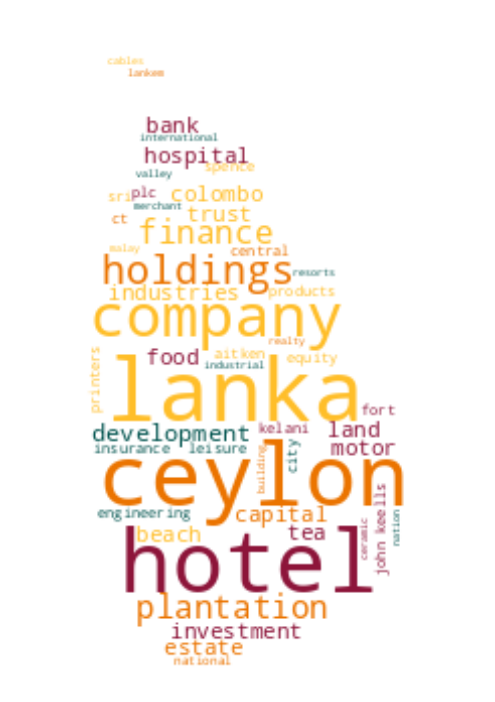 cables
lankem
bank
international
hospital
spence
valley
sri plc colombo
merchant
ct trust
finance
malay central
holdings resorts
industries products
company
realty
printers food aitken equity
industrial
lanka
fort
development kelani land
insurance leisure city motor
building
ceylon
engineering capital
john keells
nation
beach tea ceramic
hotel
plantation
investment
estate
national